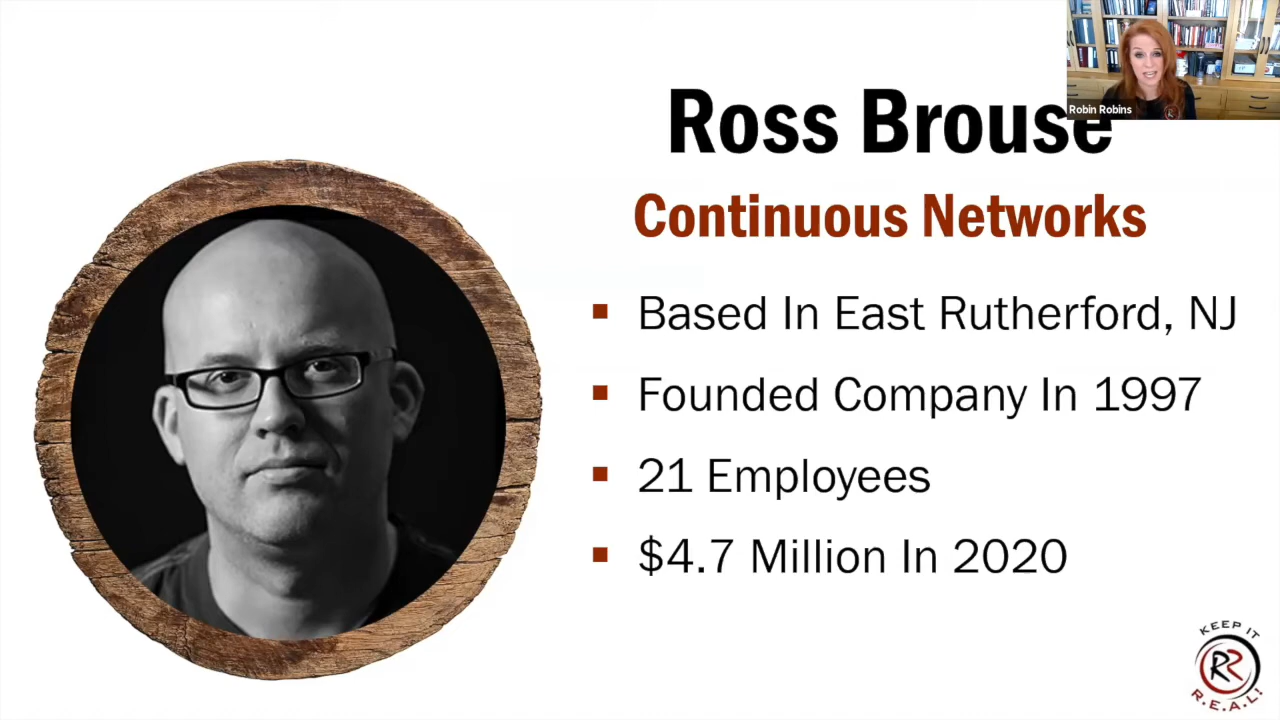 Robin Robins
Ross Brouse
Continuous Networks
Based In East Rutherford, NJ
Founded Company In 1997
21 Employees
$4.7 Million In 2020
KEEP IT
RR
R.E.A.L!